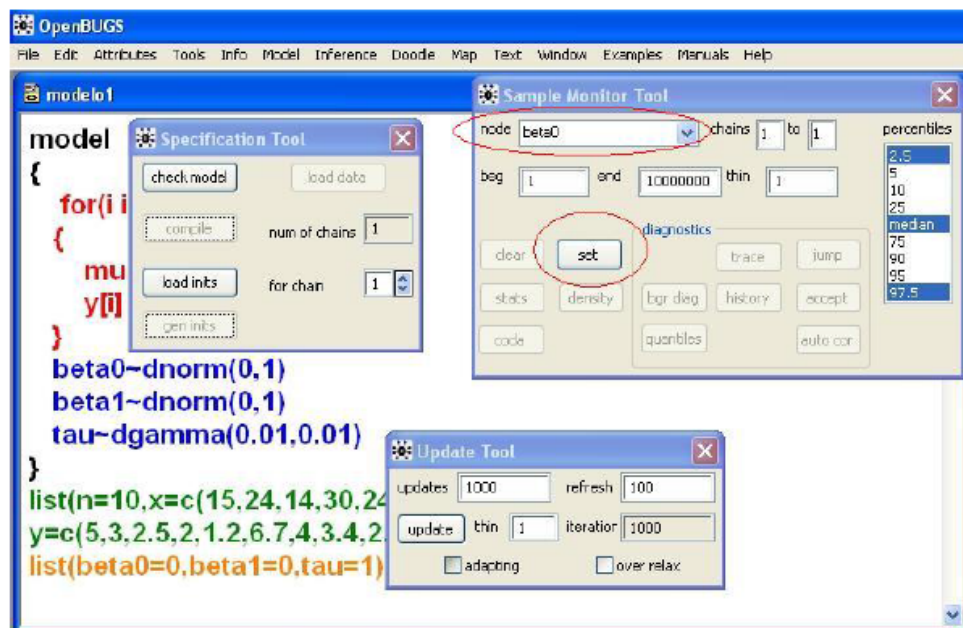 OpenBUGS
File Edit Attributes Tools Info Model Inference Doodle Map Text Window Examples Manuals Help
modelo1
model
{
for(i i
{
mu
y[i]
}
beta0~dnorm(0,1)
beta1~dnorm(0,1)
tau~dgamma(0.01,0.01)
}
list(n=10,x=c(15,24,14,30,24
y=c(5,3,2.5,2,1.2,6.7,4,3.4,2.
list(beta0=0,beta1=0,tau=1)
Specification Tool
check model load data
compile num of chains 1
load inits for chain 1
gen inits
Sample Monitor Tool
node beta0 chains 1 to 1 percentiles
beg 1 end 10000000 thin 1
2.5
5
10
25
median
75
90
95
97.5
diagnostics
clear set trace jump
stats density bgr diag history accept
coda quantiles auto cor
Update Tool
updates 1000 refresh 100
update thin 1 iteration 1000
adapting over relax